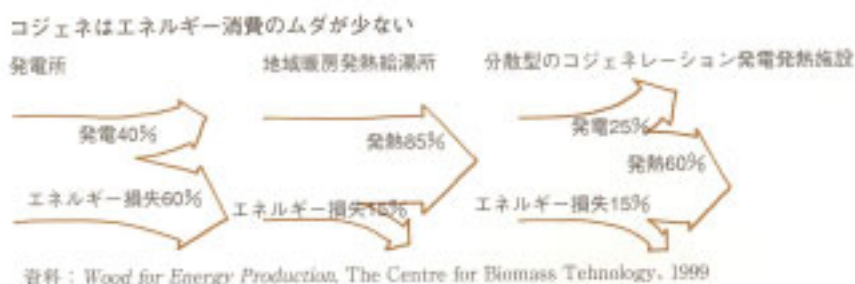 コジェネはエネルギー消費のムダが少ない
発電所
地域暖房発熱給湯所
分散型のコジェネレーション発電発熱施設
発電40%
発熱85%
発電25%
発熱60%
エネルギー損失60%
エネルギー損失15%
エネルギー損失15%
資料：Wood for Energy Production, The Centre for Biomass Tehnology, 1999